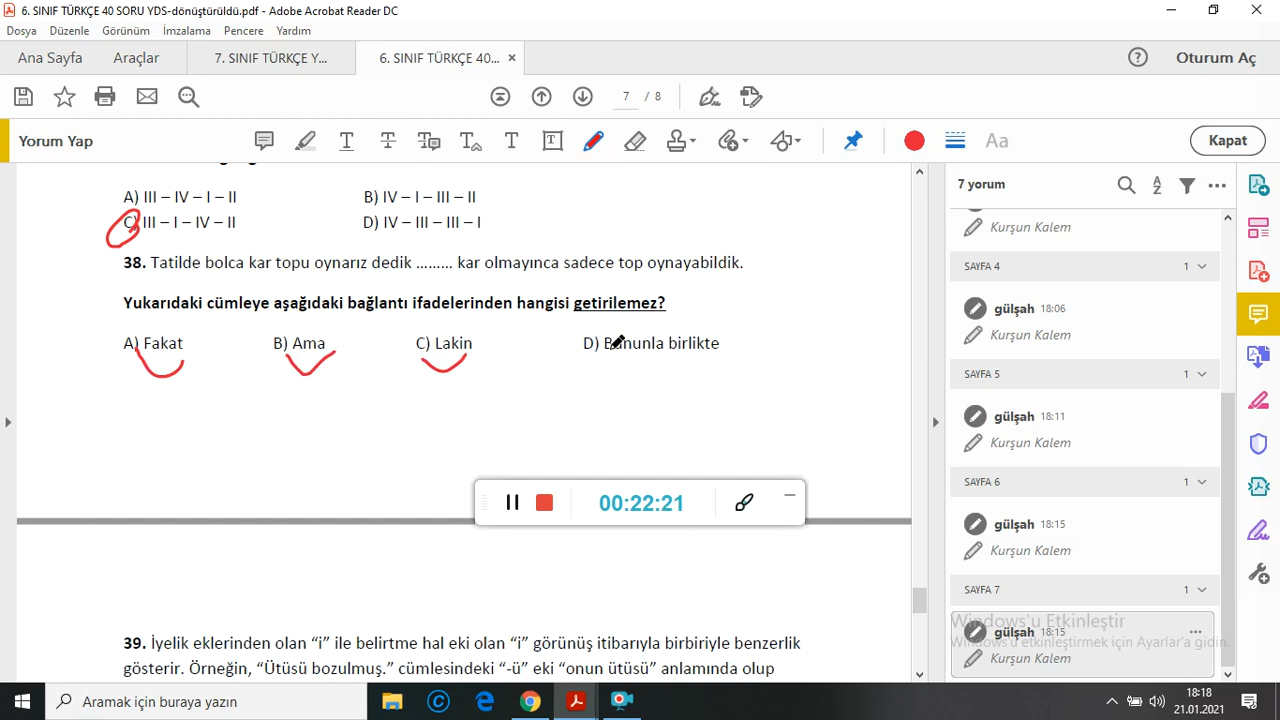 6. SINIF TÜRKÇE 40 SORU YDS-dönüştürüldü.pdf - Adobe Acrobat Reader DC
Dosya Düzenle Görünüm İmzalama Pencere Yardım
Ana Sayfa Araçlar 7. SINIF TÜRKÇE Y... 6. SINIF TÜRKÇE 40... × Oturum Aç
7 / 8
Yorum Yap Aa Kapat
A) III – IV – I – II B) IV – I – III – II
C) III – I – IV – II D) IV – III – III – I
38. Tatilde bolca kar topu oynarız dedik ……… kar olmayınca sadece top oynayabildik.
Yukarıdaki cümleye aşağıdaki bağlantı ifadelerinden hangisi getirilemez?
A) Fakat B) Ama C) Lakin D) Bununla birlikte
00:22:21
39. İyelik eklerinden olan “i” ile belirtme hal eki olan “i” görünüş itibarıyla birbiriyle benzerlik
gösterir. Örneğin, “Ütüsü bozulmuş.” cümlesindeki “-ü” eki “onun ütüsü” anlamında olup
7 yorum
Kurşun Kalem
SAYFA 4 1
gülşah 18:06
Kurşun Kalem
SAYFA 5 1
gülşah 18:11
Kurşun Kalem
SAYFA 6 1
gülşah 18:15
Kurşun Kalem
SAYFA 7 1
Windows'u Etkinleştir
gülşah 18:15
Windows'u etkinleştirmek için Ayarlar'a gidin.
Kurşun Kalem
Aramak için buraya yazın
18:18
21.01.2021